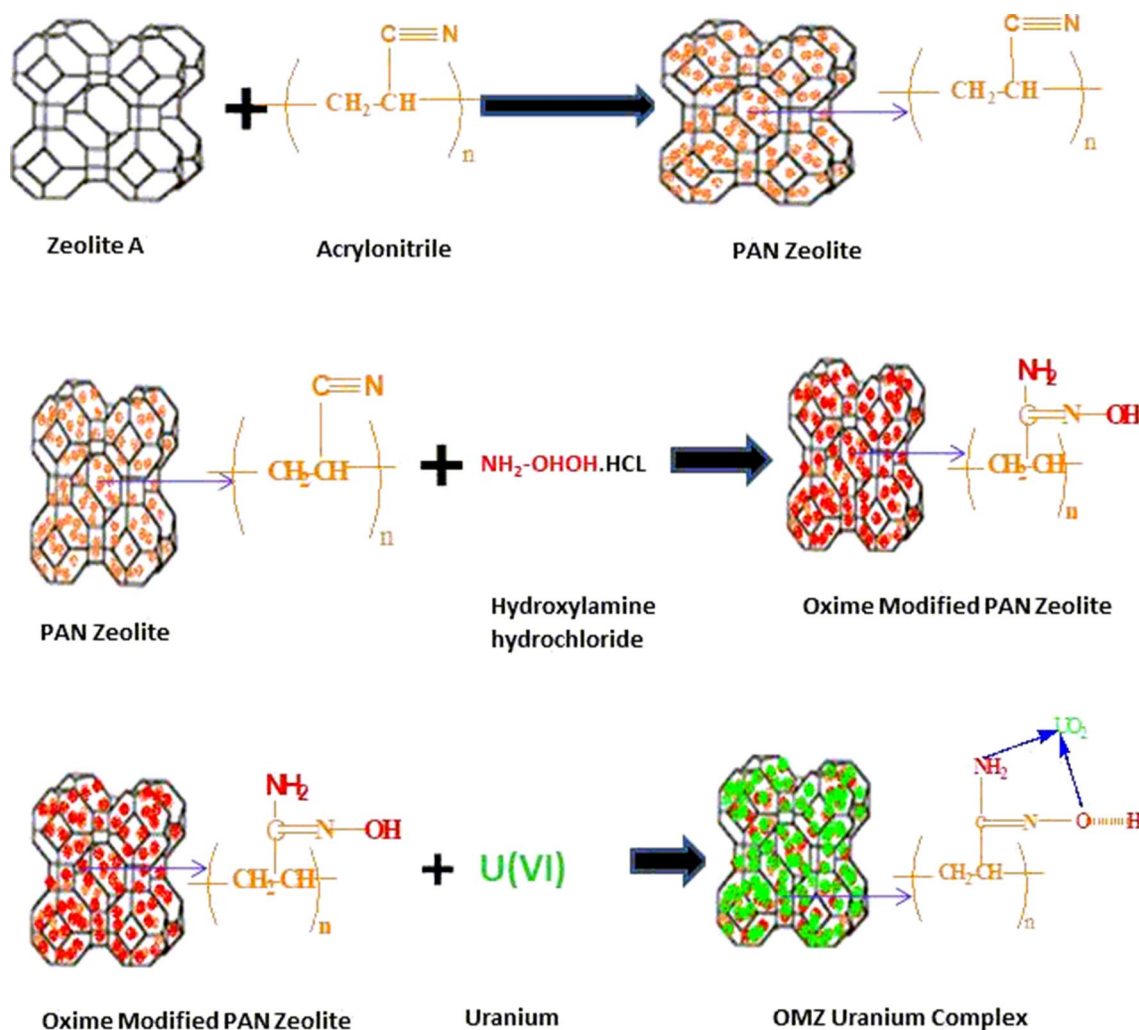 C≡N
CH₂-CH
n
C≡N
CH₂-CH
n
Zeolite A
Acrylonitrile
PAN Zeolite
C≡N
CH₂-CH
n
NH₂-OHOH.HCL
NH₂
C=N-OH
CH₂-CH
n
PAN Zeolite
Hydroxylamine
hydrochloride
Oxime Modified PAN Zeolite
NH₂
C=N-OH
CH₂-CH
n
U(VI)
UO₂
NH₂
C=N-O H
CH₂-CH
n
Oxime Modified PAN Zeolite
Uranium
OMZ Uranium Complex